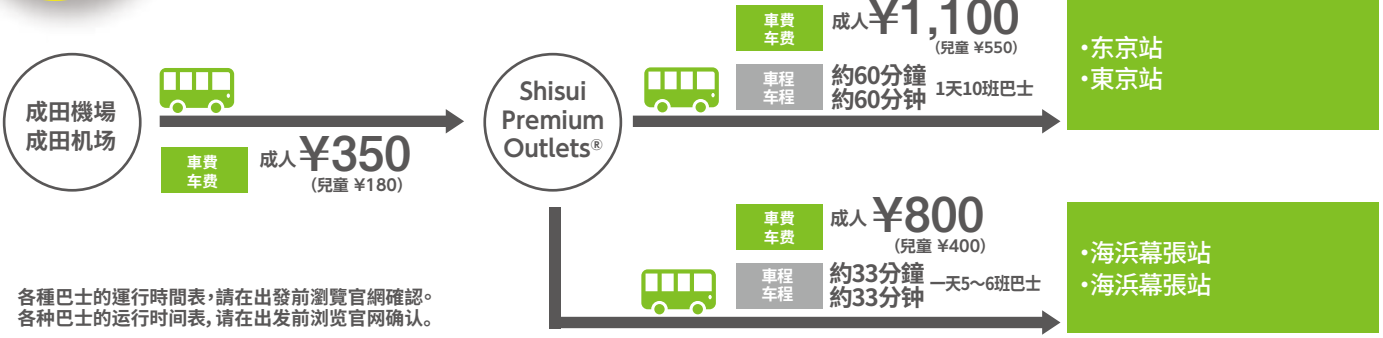 成田機場
成田机场
車費
车费
成人¥350
(兒童 ¥180)
Shisui
Premium
Outlets®
車費
车费
成人¥1,100
(兒童 ¥550)
車程
车程
約60分鐘
約60分钟
1天10班巴士
•东京站
•東京站
車費
车费
成人¥800
(兒童 ¥400)
車程
车程
約33分鐘
約33分钟
一天5～6班巴士
•海浜幕張站
•海浜幕張站
各種巴士的運行時間表，請在出發前瀏覽官網確認。
各种巴士的运行时间表, 请在出发前浏览官网确认。